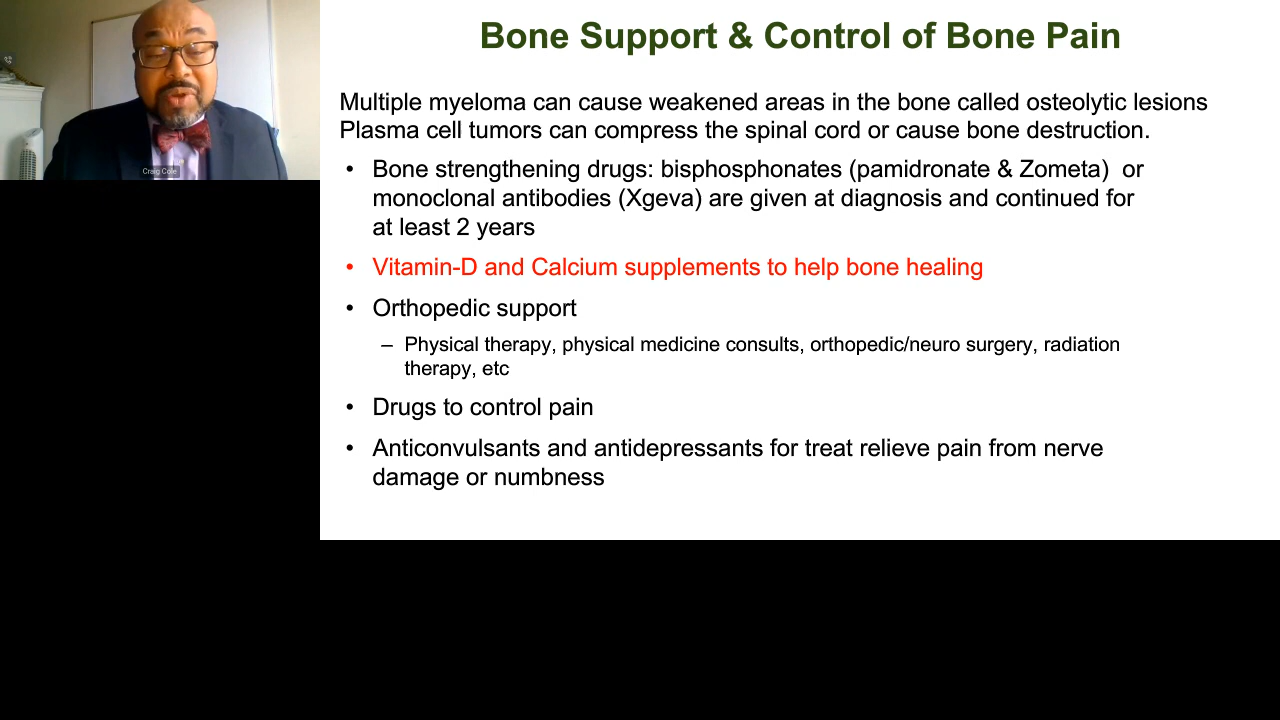 Bone Support & Control of Bone Pain
Craig Cole
Multiple myeloma can cause weakened areas in the bone called osteolytic lesions
Plasma cell tumors can compress the spinal cord or cause bone destruction.
• Bone strengthening drugs: bisphosphonates (pamidronate & Zometa) or
monoclonal antibodies (Xgeva) are given at diagnosis and continued for
at least 2 years
• Vitamin-D and Calcium supplements to help bone healing
• Orthopedic support
– Physical therapy, physical medicine consults, orthopedic/neuro surgery, radiation
therapy, etc
• Drugs to control pain
• Anticonvulsants and antidepressants for treat relieve pain from nerve
damage or numbness